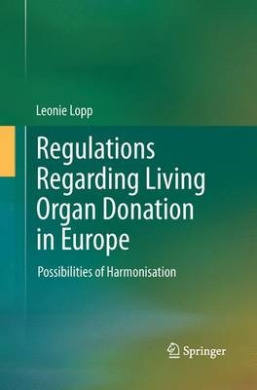 Leonie Lopp
Regulations
Regarding Living
Organ Donation
in Europe
Possibilities of Harmonisation
Springer